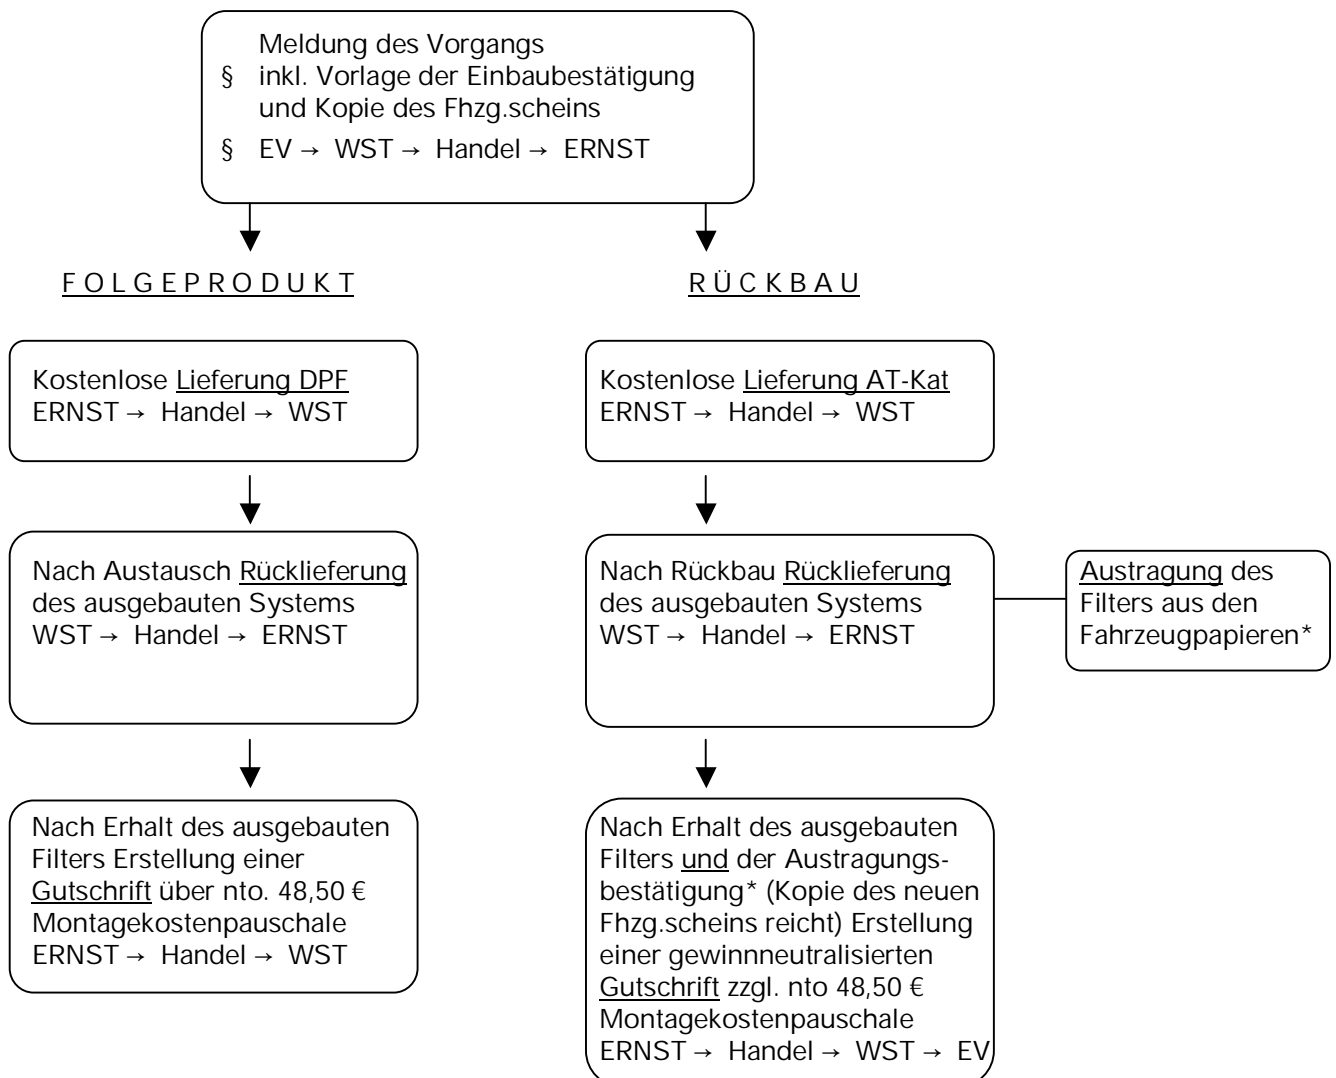 Meldung des Vorgangs
§ inkl. Vorlage der Einbaubestätigung
und Kopie des Fhzg.scheins
§ EV → WST → Handel → ERNST
FOLGEPRODUKT
Kostenlose Lieferung DPF
ERNST → Handel → WST
Nach Austausch Rücklieferung
des ausgebauten Systems
WST → Handel → ERNST
Nach Erhalt des ausgebauten
Filters Erstellung einer
Gutschrift über nto. 48,50 €
Montagekostenpauschale
ERNST → Handel → WST
RÜCKBAU
Kostenlose Lieferung AT-Kat
ERNST → Handel → WST
Nach Rückbau Rücklieferung
des ausgebauten Systems
WST → Handel → ERNST
Austragung des
Filters aus den
Fahrzeugpapieren*
Nach Erhalt des ausgebauten
Filters und der Austragungs-
bestätigung* (Kopie des neuen
Fhzg.scheins reicht) Erstellung
einer gewinnneutralisierten
Gutschrift zzgl. nto 48,50 €
Montagekostenpauschale
ERNST → Handel → WST → EV